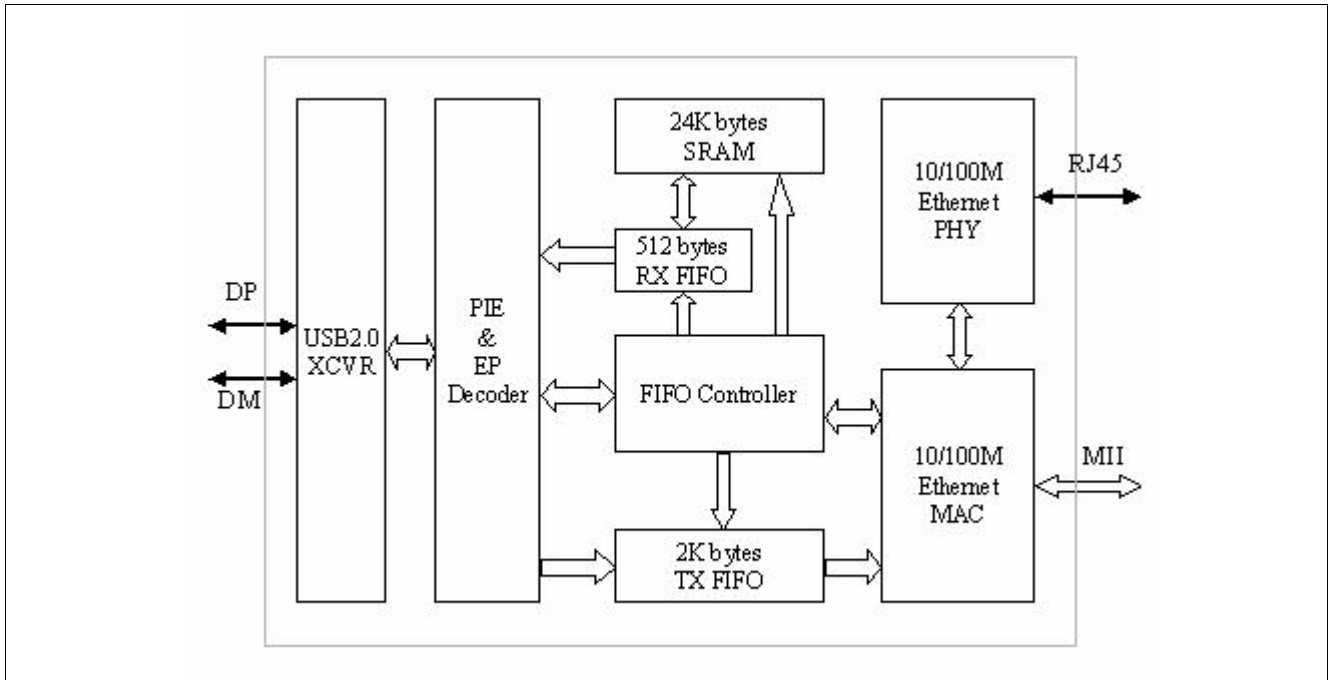 24K bytes
SRAM
10/100M
Ethernet
PHY
RJ45
512 bytes
RX FIFO
DP
DM
USB2.0
XCVR
PIE
&
EP
Decoder
FIFO Controller
10/100M
Ethernet
MAC
MII
2K bytes
TX FIFO